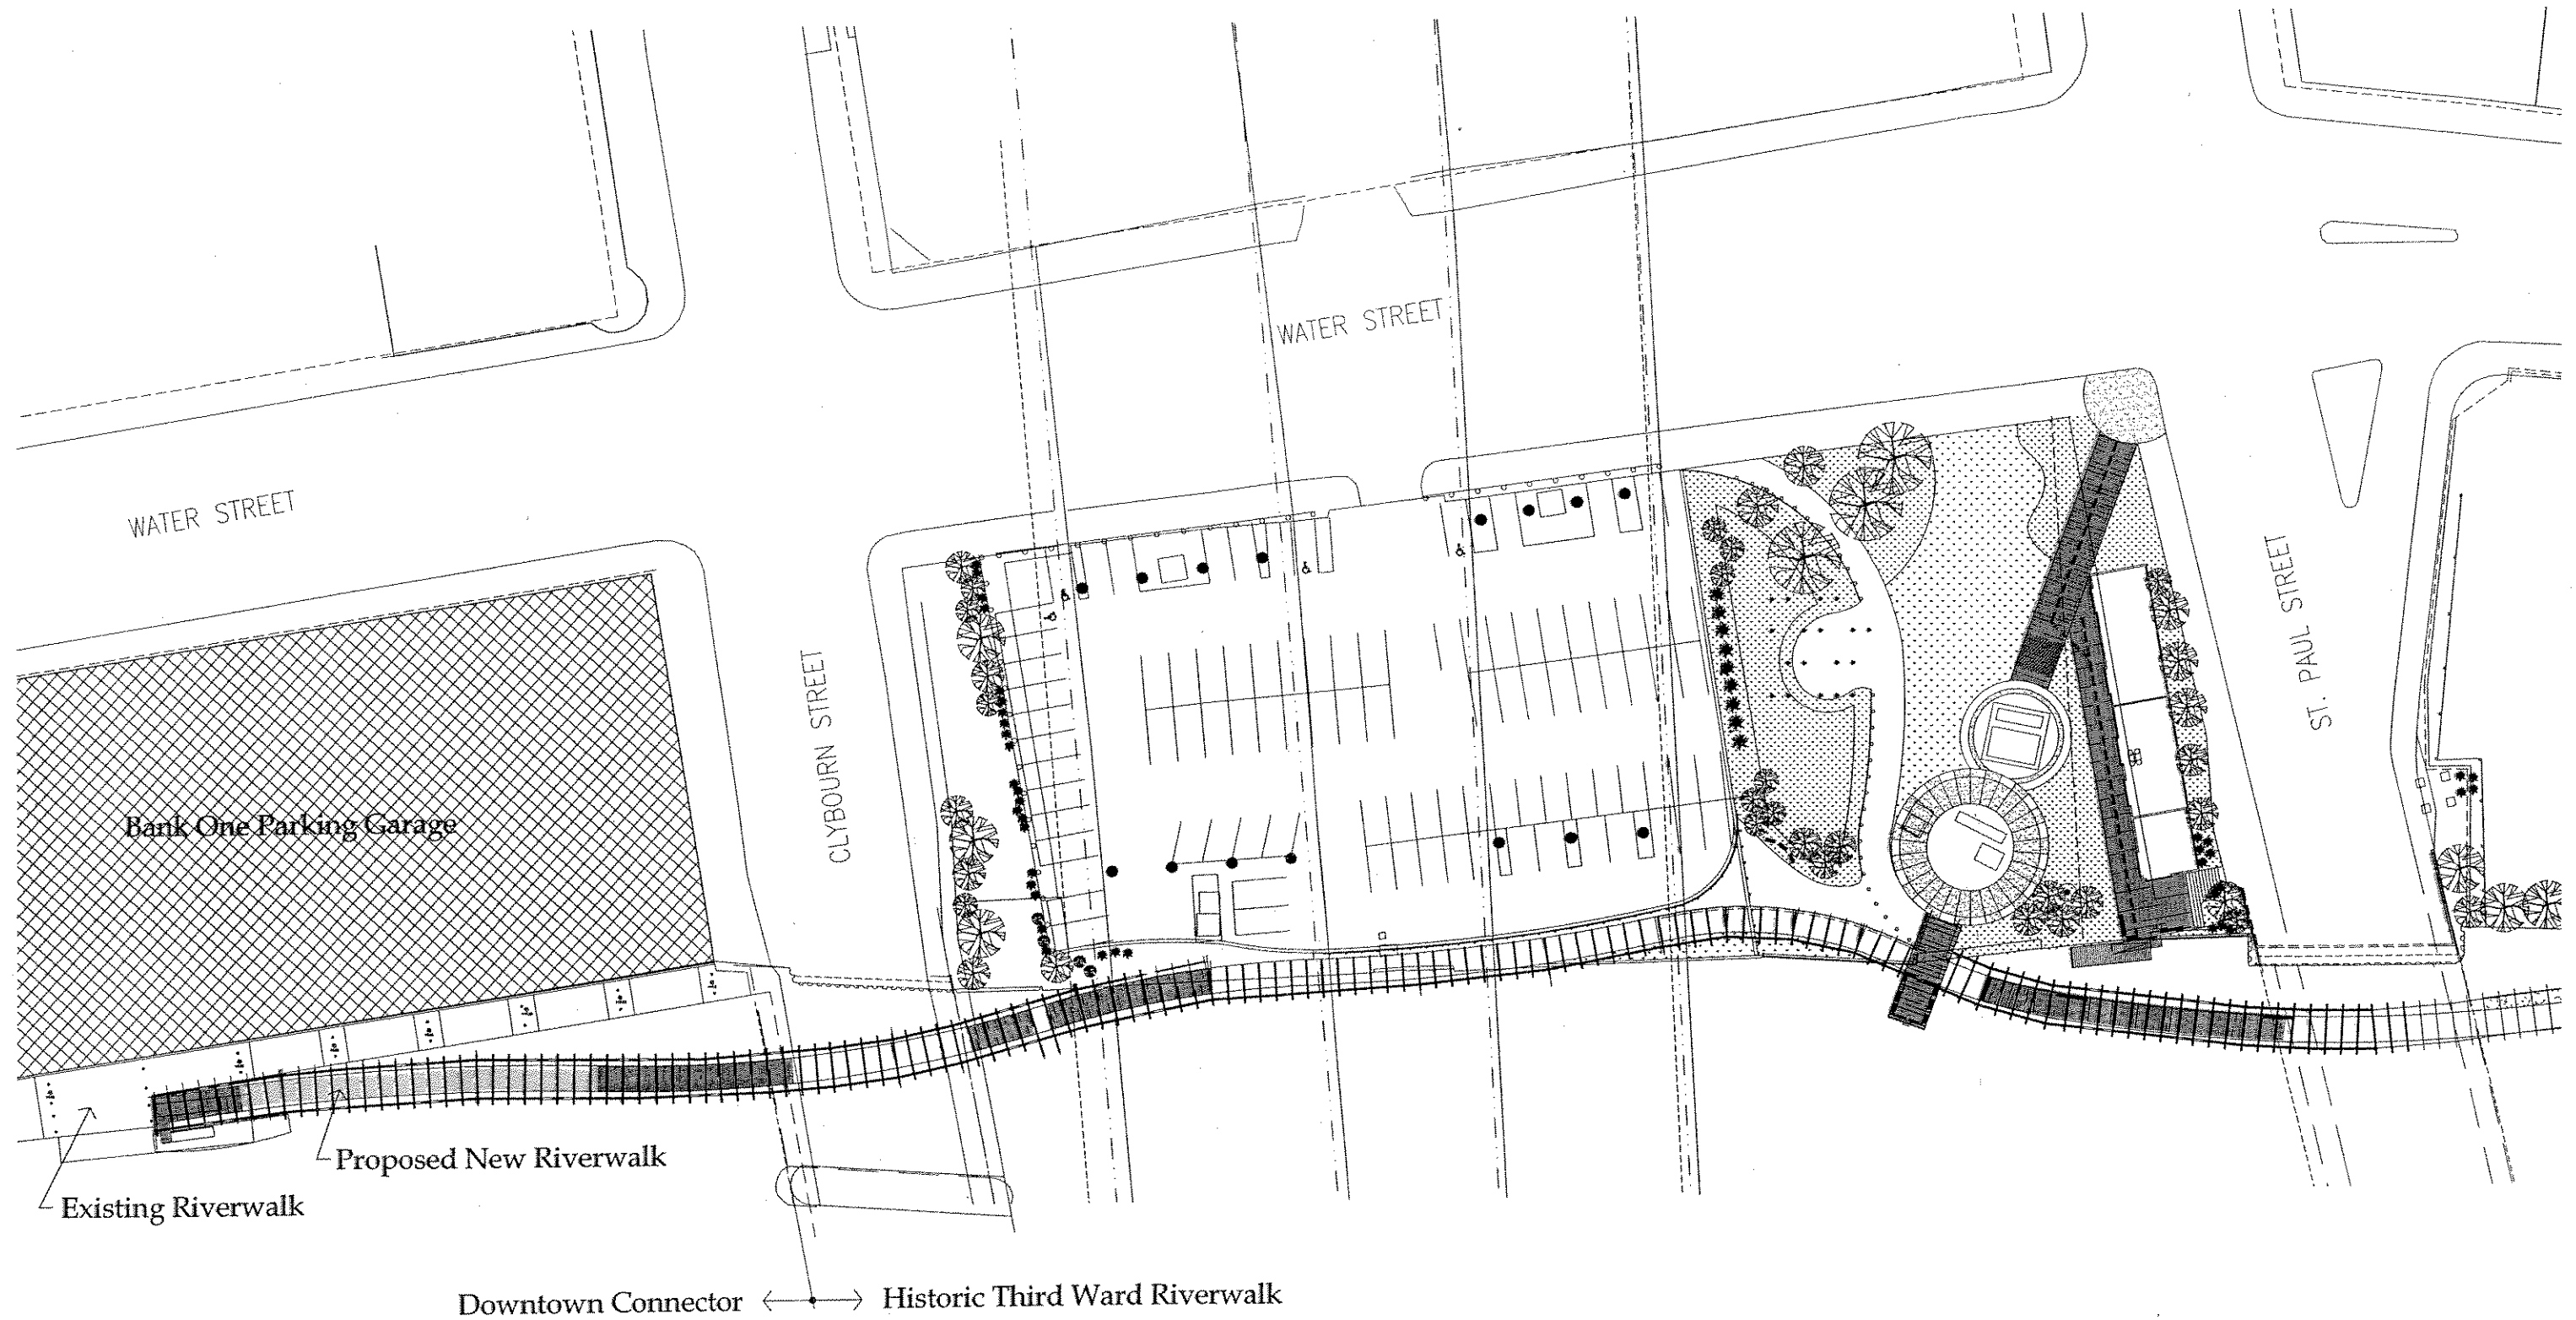 WATER STREET
WATER STREET
CLYBOURN STREET
ST. PAUL STREET
Bank One Parking Garage
Proposed New Riverwalk
Existing Riverwalk
Downtown Connector
Historic Third Ward Riverwalk